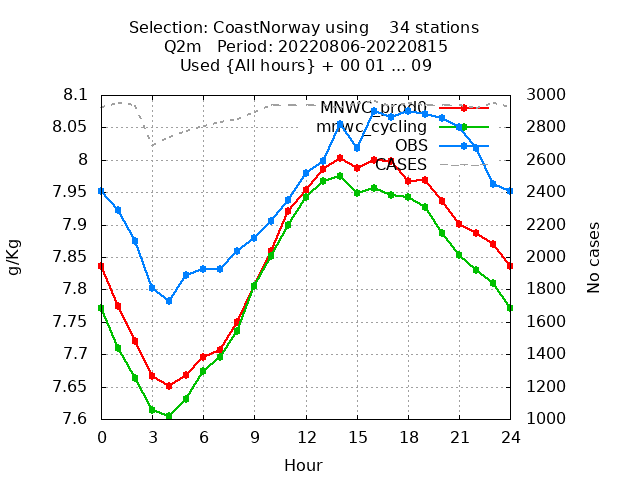 Selection: CoastNorway using    34 stations
Q2m   Period: 20220806-20220815
Used {All hours} + 00 01 ... 09
8.1
8.05
8
7.95
7.9
7.85
7.8
7.75
7.7
7.65
7.6
g/Kg
MNWC_prod0
mnwc_cycling
OBS
CASES
3000
2800
2600
2400
2200
2000
1800
1600
1400
1200
1000
No cases
0 3 6 9 12 15 18 21 24
Hour